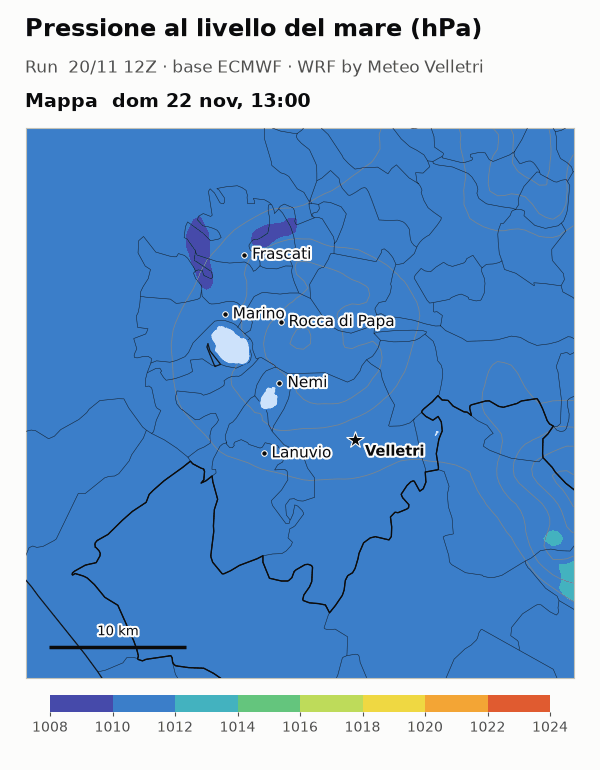 Pressione al livello del mare (hPa)
Run 20/11 12Z · base ECMWF · WRF by Meteo Velletri
Mappa dom 22 nov, 13:00
Frascati
Marino
Rocca di Papa
Nemi
Velletri
Lanuvio
10 km
1008 1010 1012 1014 1016 1018 1020 1022 1024